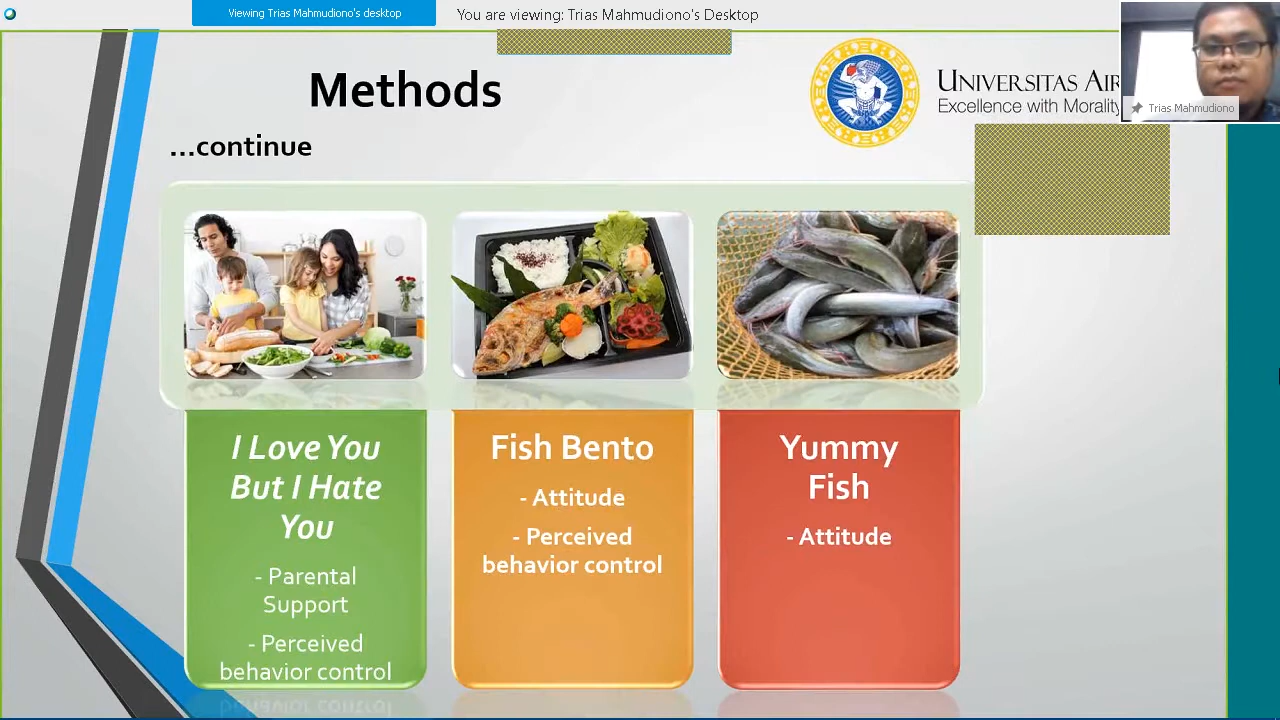 Viewing Trias Mahmudiono's desktop
You are viewing: Trias Mahmudiono's Desktop
Methods
...continue
UNIVERSITAS AIR
Excellence with Morality
Trias Mahmudiono
I Love You
But I Hate
You
- Parental
Support
- Perceived
behavior control
Fish Bento
- Attitude
- Perceived
behavior control
Yummy
Fish
- Attitude